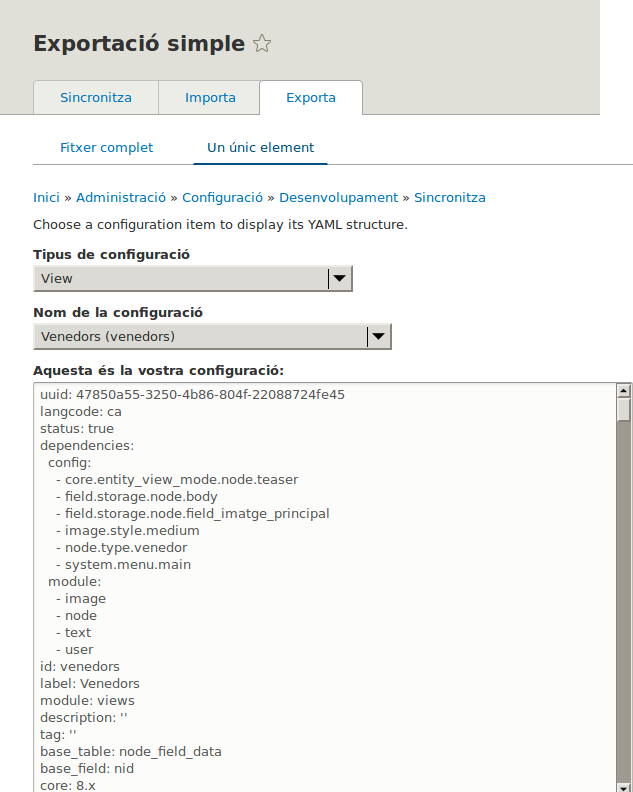 Exportació simple
Sincronitza
Importa
Exporta
Fitxer complet
Un únic element
Inici » Administració » Configuració » Desenvolupament » Sincronitza
Choose a configuration item to display its YAML structure.
Tipus de configuració
View
Nom de la configuració
Venedors (venedors)
Aquesta és la vostra configuració:
uuid: 47850a55-3250-4b86-804f-22088724fe45
langcode: ca
status: true
dependencies:
  config:
    - core.entity_view_mode.node.teaser
    - field.storage.node.body
    - field.storage.node.field_imatge_principal
    - image.style.medium
    - node.type.venedor
    - system.menu.main
  module:
    - image
    - node
    - text
    - user
id: venedors
label: Venedors
module: views
description: ''
tag: ''
base_table: node_field_data
base_field: nid
core: 8.x